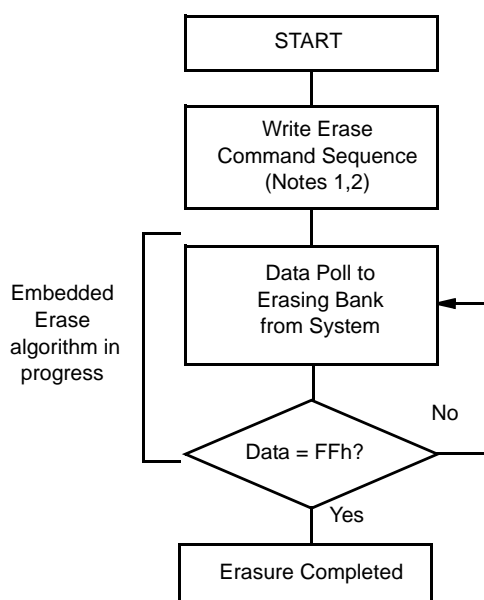 START
Write Erase
Command Sequence
(Notes 1,2)
Data Poll to
Erasing Bank
from System
Embedded
Erase
algorithm in
progress
No
Data = FFh?
Yes
Erasure Completed